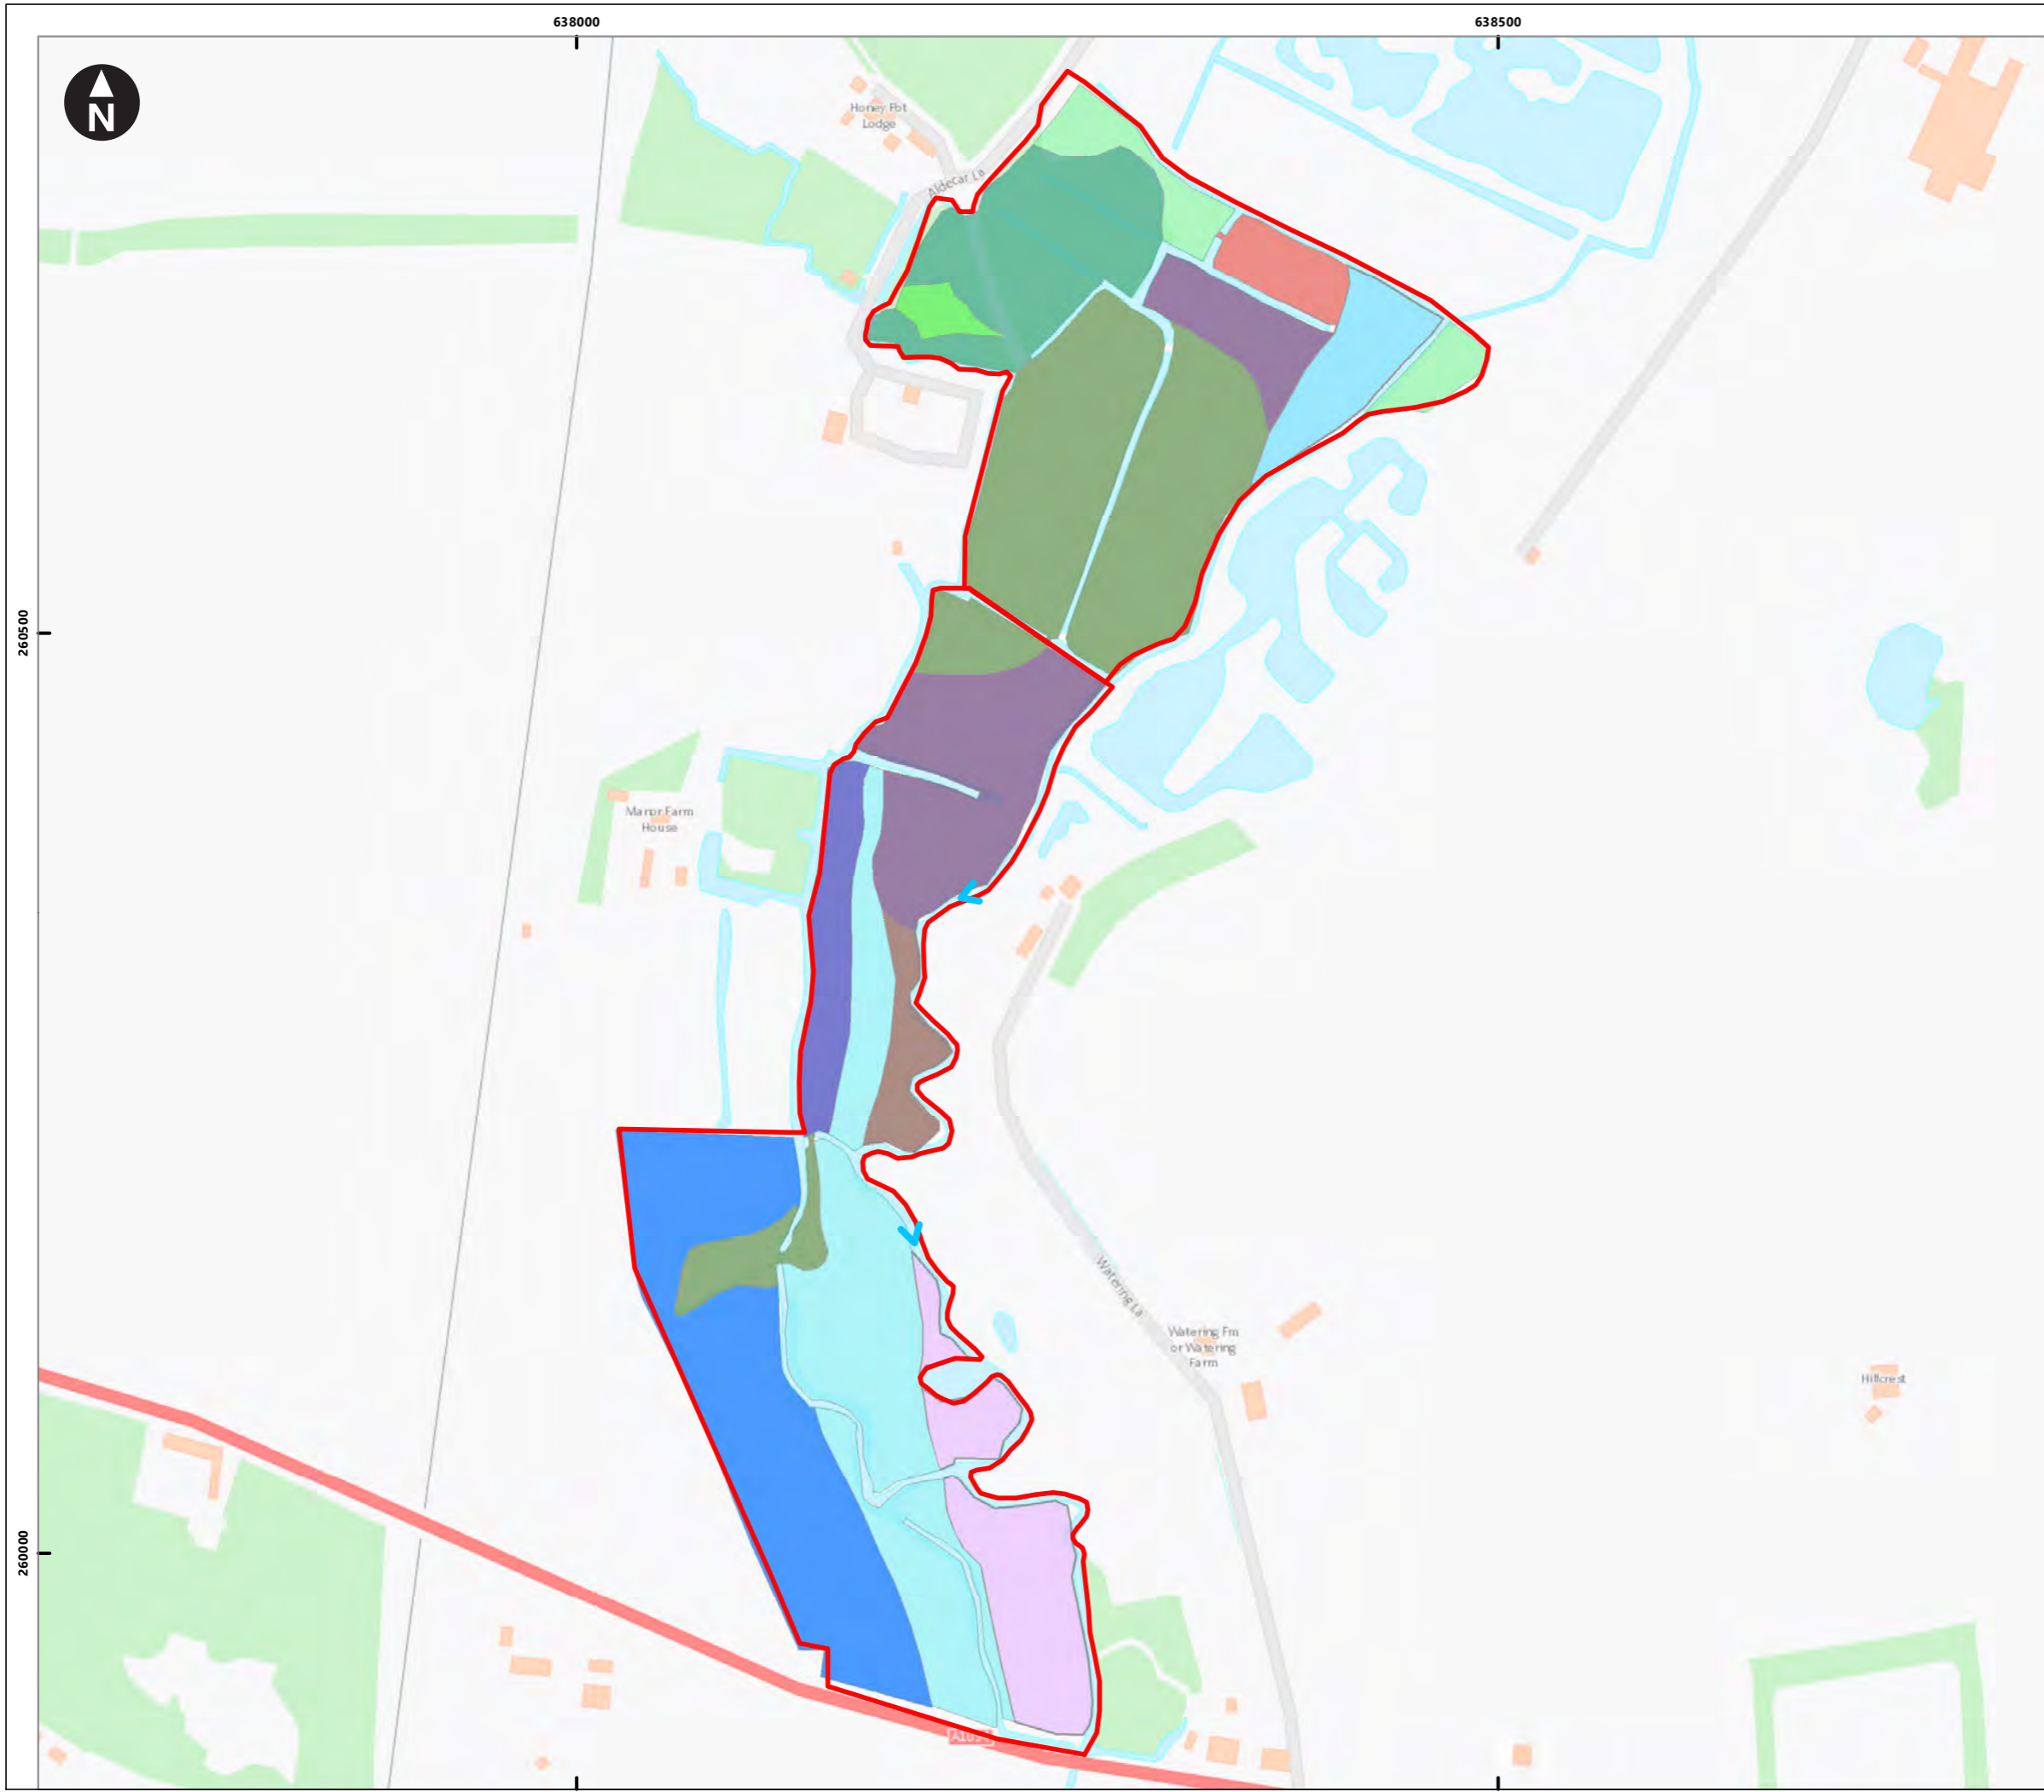 638000
638500
N
Honey Pot
Lodge
Aldecar La
260500
Manor Farm
House
Watering La
Watering Fm
or Watering
Farm
Hillcrest
260000